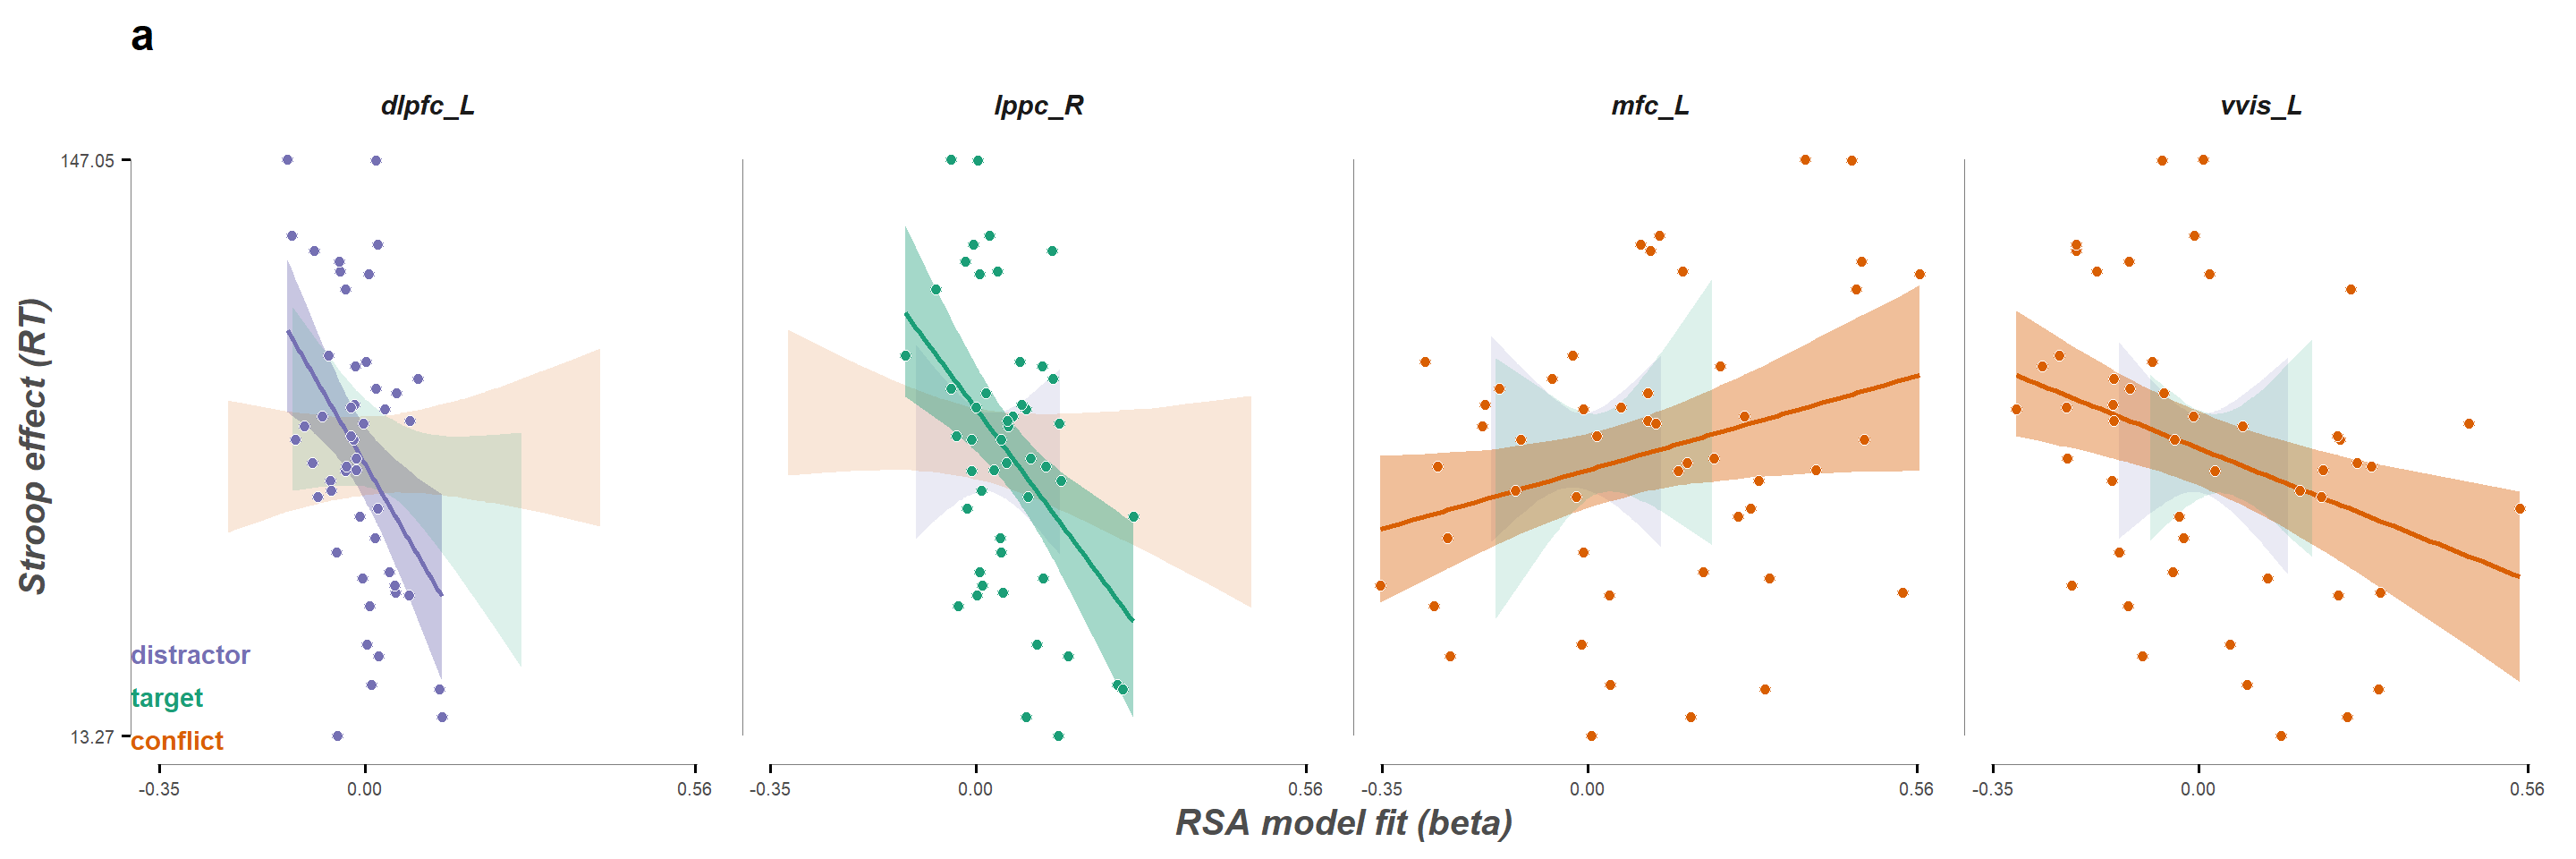 a
dlpfc_L lppc_R mfc_L vvis_L
147.05
Stroop effect (RT)
distractor
target
conflict
13.27
-0.35 0.00 0.56 -0.35 0.00 0.56 -0.35 0.00 0.56 -0.35 0.00 0.56
RSA model fit (beta)